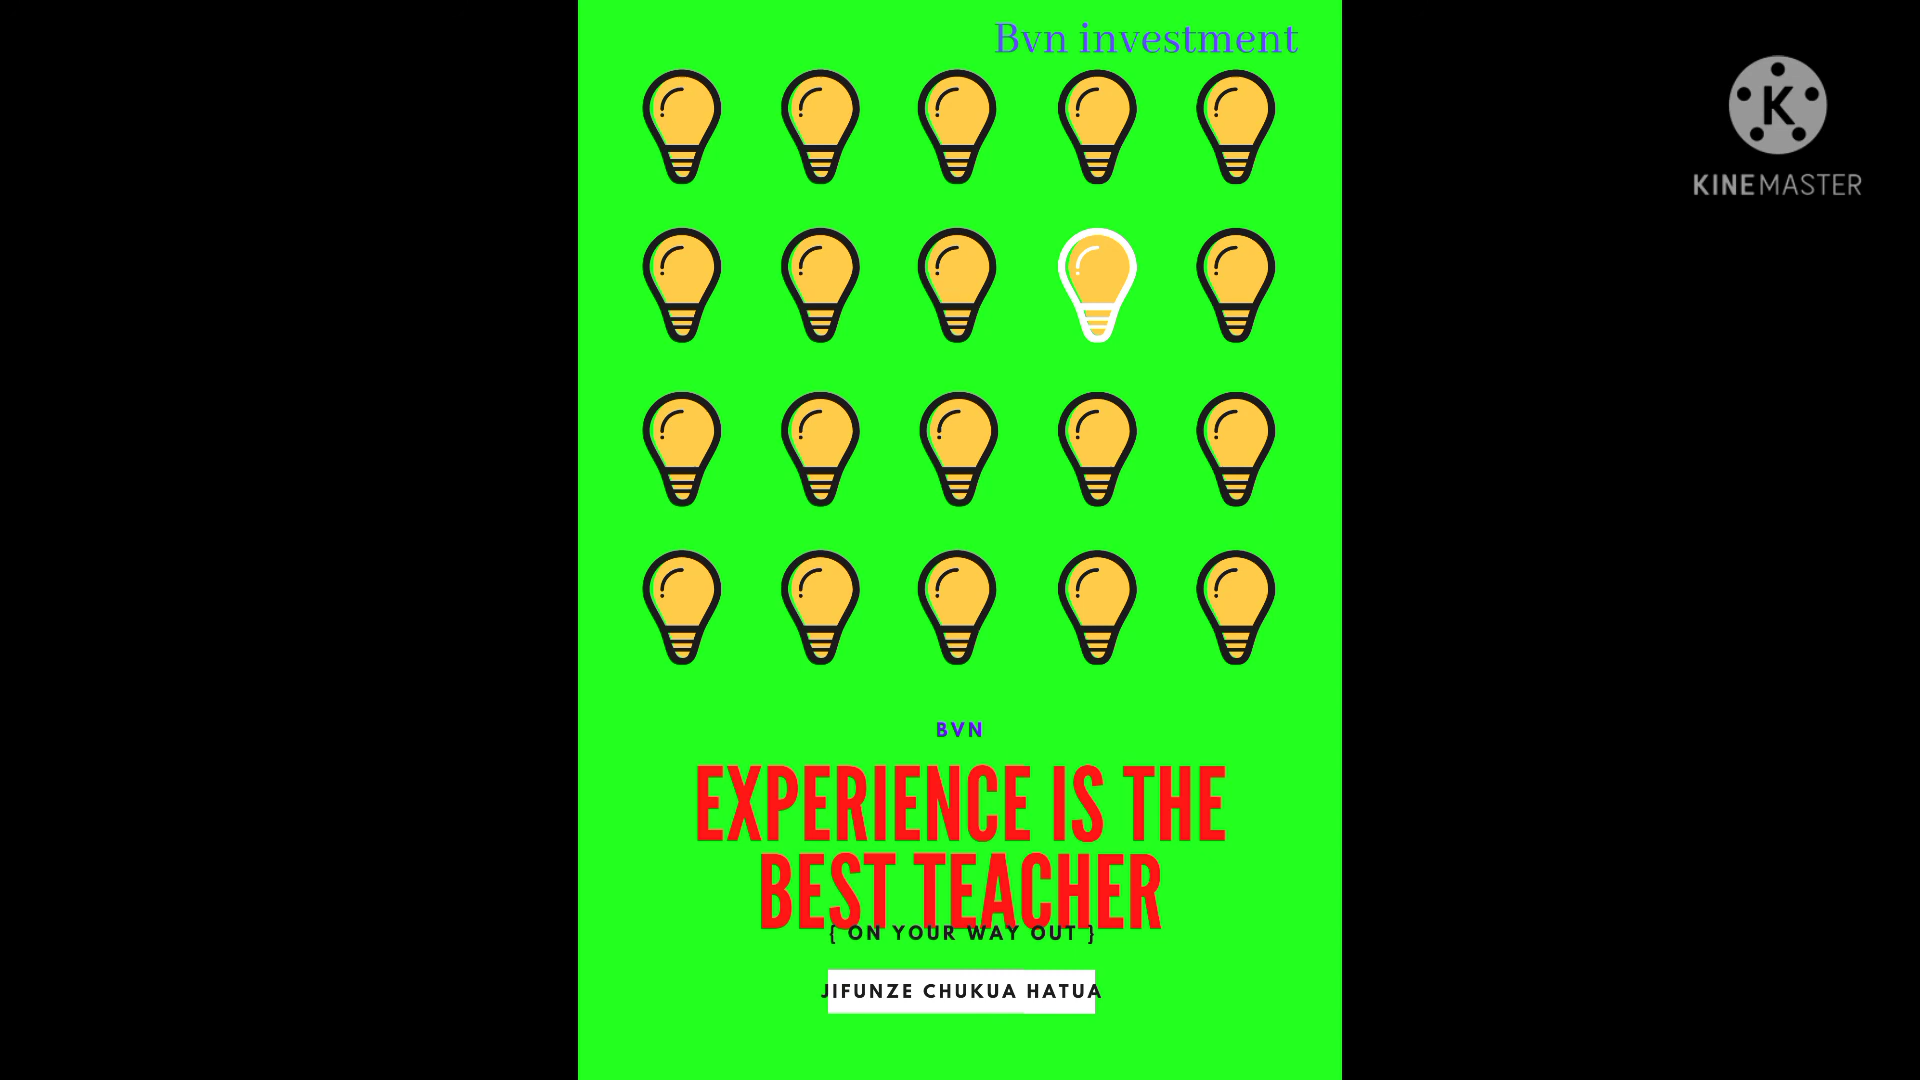 Bvn investment
K
KINEMASTER
BVN
EXPERIENCE IS THE
BEST TEACHER
{ ON YOUR WAY OUT }
JIFUNZE CHUKUA HATUA